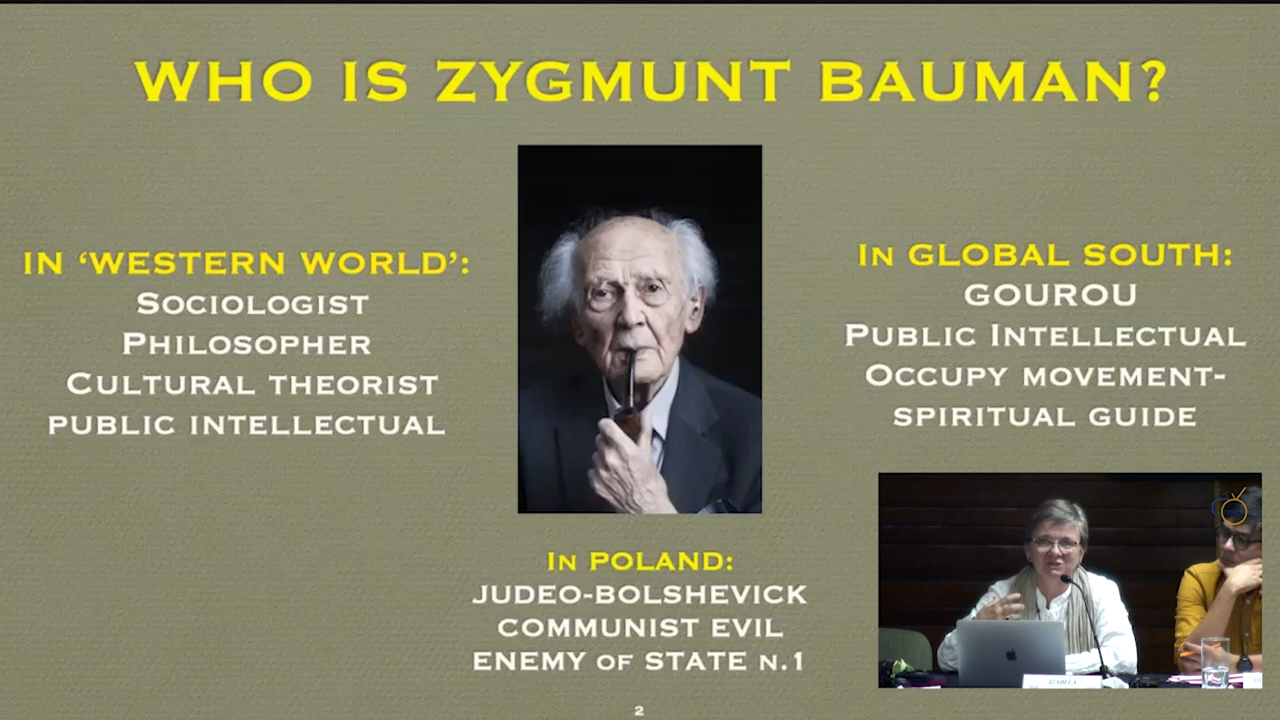 WHO IS ZYGMUNT BAUMAN?
IN ‘WESTERN WORLD’:
SOCIOLOGIST
PHILOSOPHER
CULTURAL THEORIST
PUBLIC INTELLECTUAL
IN GLOBAL SOUTH:
GOUROU
PUBLIC INTELLECTUAL
OCCUPY MOVEMENT-
SPIRITUAL GUIDE
IN POLAND:
JUDEO-BOLSHEVICK
COMMUNIST EVIL
ENEMY OF STATE N.1
IZABELA
2